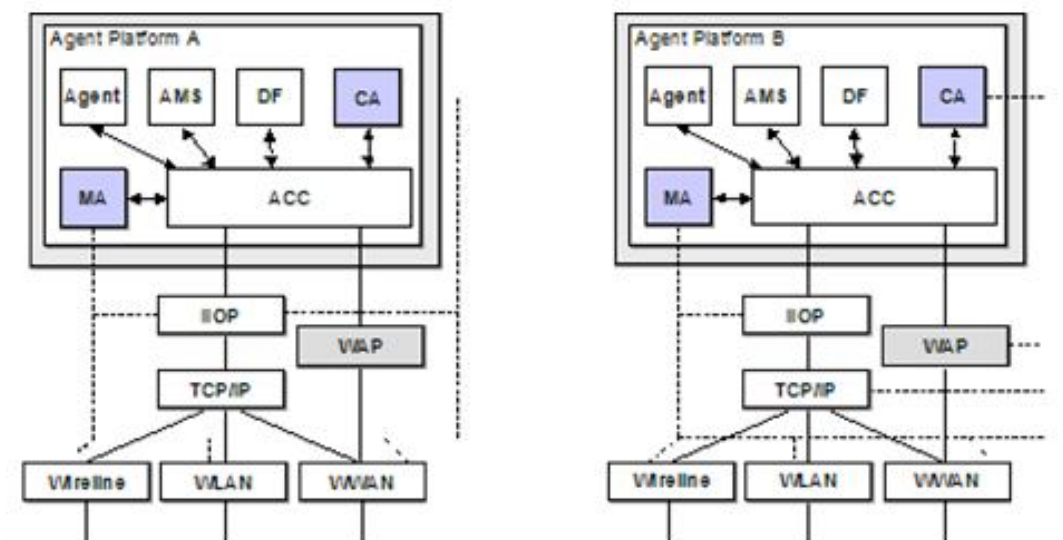 Agent Platform A
Agent AMS DF CA
MA ACC
IIOP
WAP
TCP/IP
Wireline WLAN WWAN
Agent Platform B
Agent AMS DF CA
MA ACC
IIOP
WAP
TCP/IP
Wireline WLAN WWAN